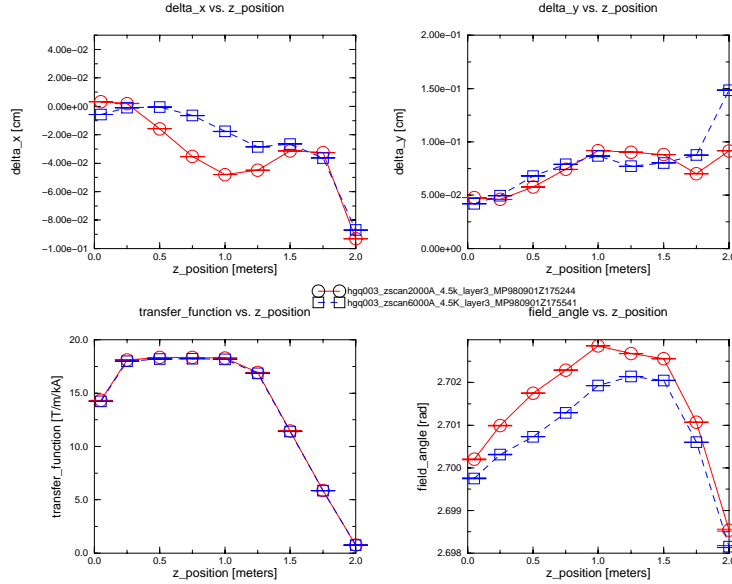 delta_x vs. z_position
delta_x [cm]
4.00e−02
2.00e−02
0.00e+00
−2.00e−02
−4.00e−02
−6.00e−02
−8.00e−02
−1.00e−01
0.0 0.5 1.0 1.5 2.0
z_position [meters]
delta_y vs. z_position
delta_y [cm]
2.00e−01
1.50e−01
1.00e−01
5.00e−02
0.00e+00
0.0 0.5 1.0 1.5 2.0
z_position [meters]
hgq003_zscan2000A_4.5k_layer3_MP980901Z175244
hgq003_zscan6000A_4.5K_layer3_MP980901Z175541
transfer_function vs. z_position
transfer_function [T/m/kA]
20.0
15.0
10.0
5.0
0.0
0.0 0.5 1.0 1.5 2.0
z_position [meters]
field_angle vs. z_position
field_angle [rad]
2.702
2.700
2.698
0.0 0.5 1.0 1.5 2.0
z_position [meters]